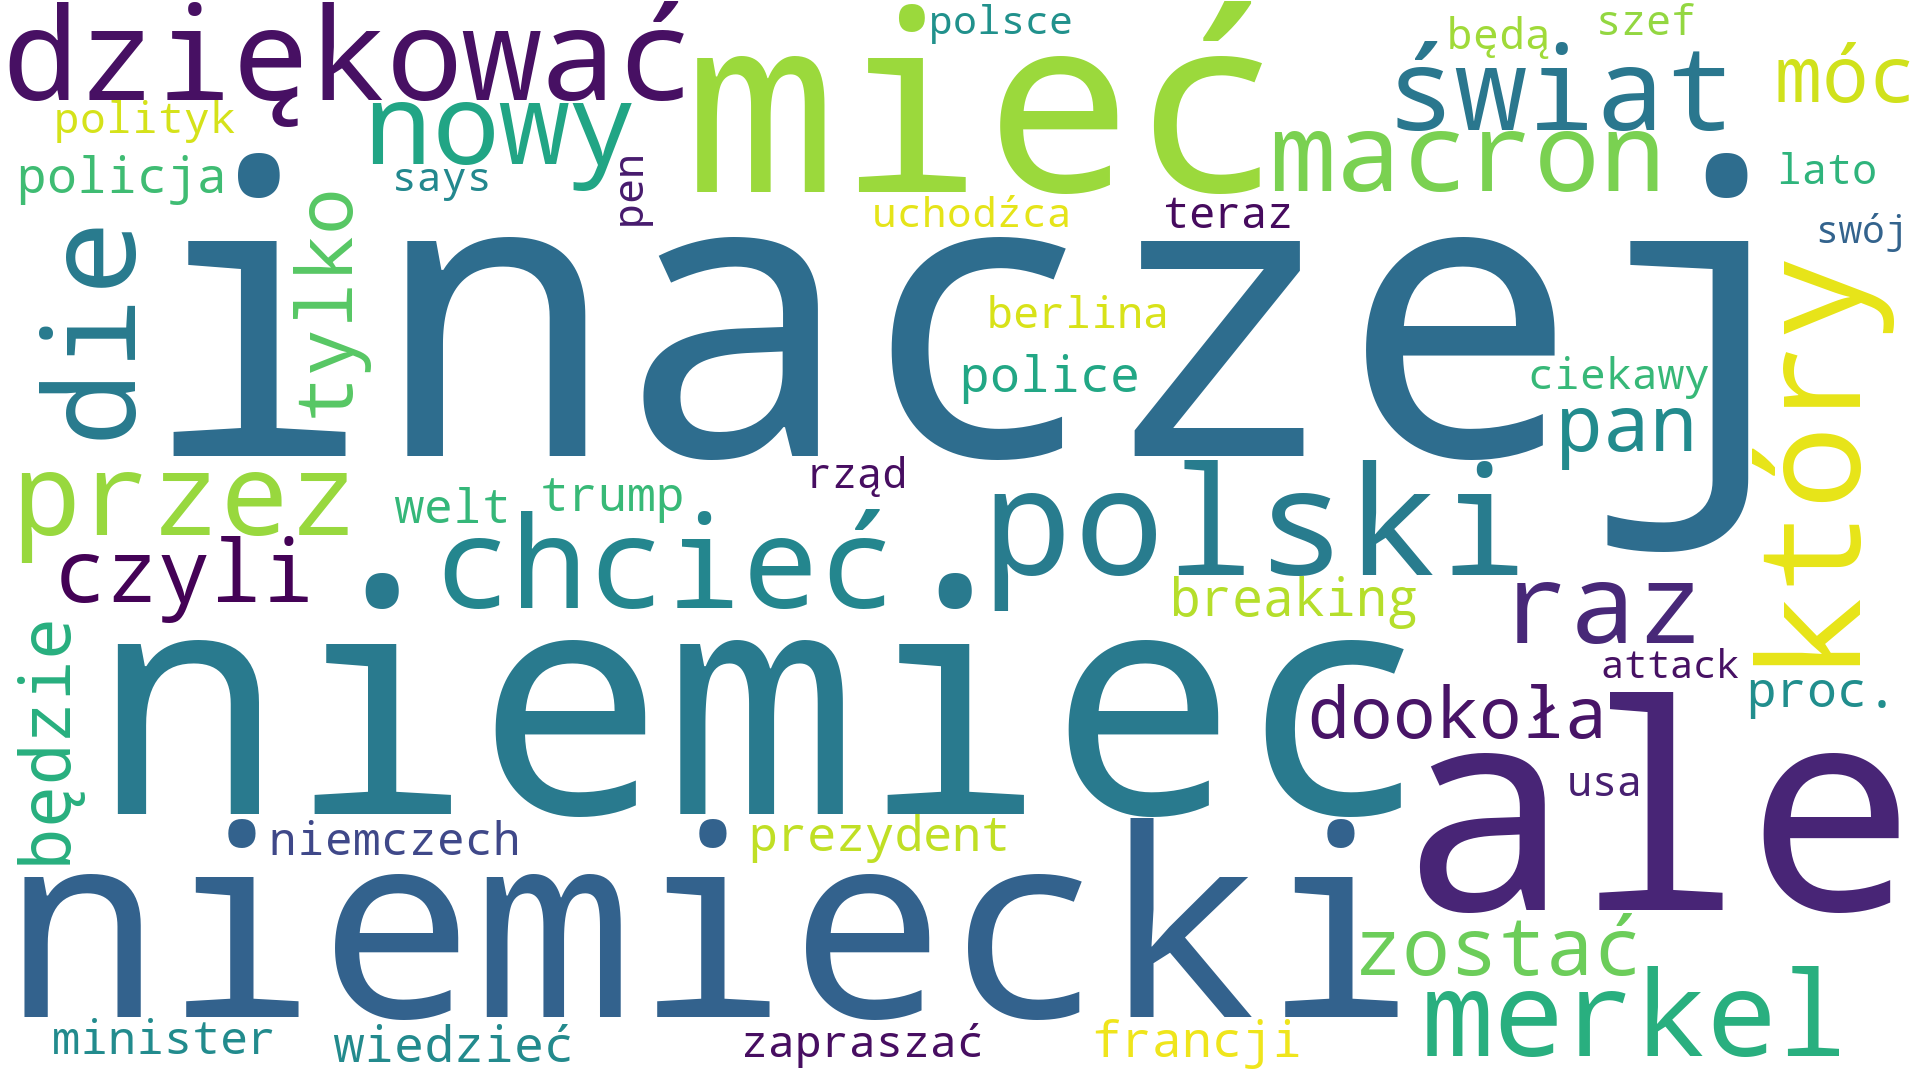 dziękować
mieć
polsce
będą
szef
świat
móc
polityk
nowy
macron
policja
says
pen
lato
tylko
uchodźca
teraz
swój
die
inaczej
berlina
który
police
ciekawy
pan
przez
welt
trump
rząd
polski
czyli
chcieć
breaking
raz
będzie
niemiec
attack
proc.
dookoła
ale
usa
niemczech
prezydent
niemiecki
zostać
merkel
minister
wiedzieć
zapraszać
francji